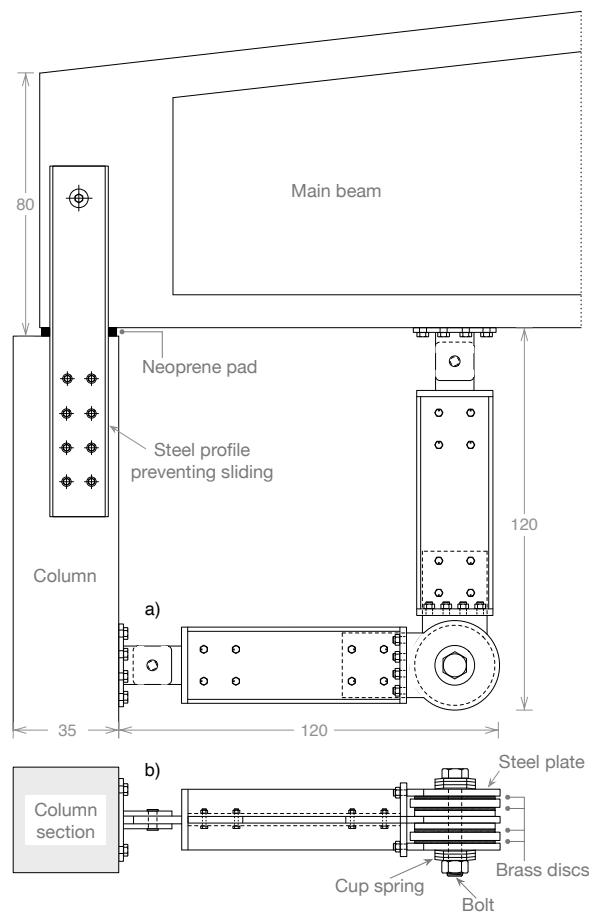 Main beam
80
Neoprene pad
Steel profile
preventing sliding
120
Column
a)
35
120
b)
Steel plate
Column
section
Brass discs
Cup spring
Bolt